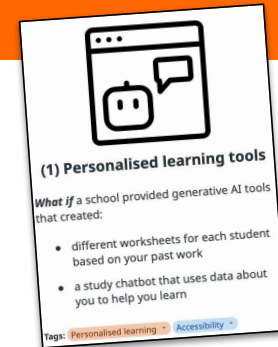 (1) Personalised learning tools
What if a school provided generative AI tools
that created:
• different worksheets for each student
based on your past work
• a study chatbot that uses data about
you to help you learn
Tags: Personalised learning Accessibility